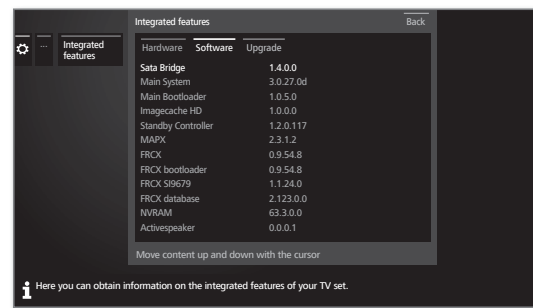 Integrated features
Back
...
Integrated
features
Hardware Software Upgrade
Sata Bridge 1.4.0.0
Main System 3.0.27.0d
Main Bootloader 1.0.5.0
Imagecache HD 1.0.0.0
Standby Controller 1.2.0.117
MAPX 2.3.1.2
FRCX 0.9.54.8
FRCX bootloader 0.9.54.8
FRCX SI9679 1.1.24.0
FRCX database 2.123.0.0
NVRAM 63.3.0.0
Activespeaker 0.0.0.1
Move content up and down with the cursor
Here you can obtain information on the integrated features of your TV set.